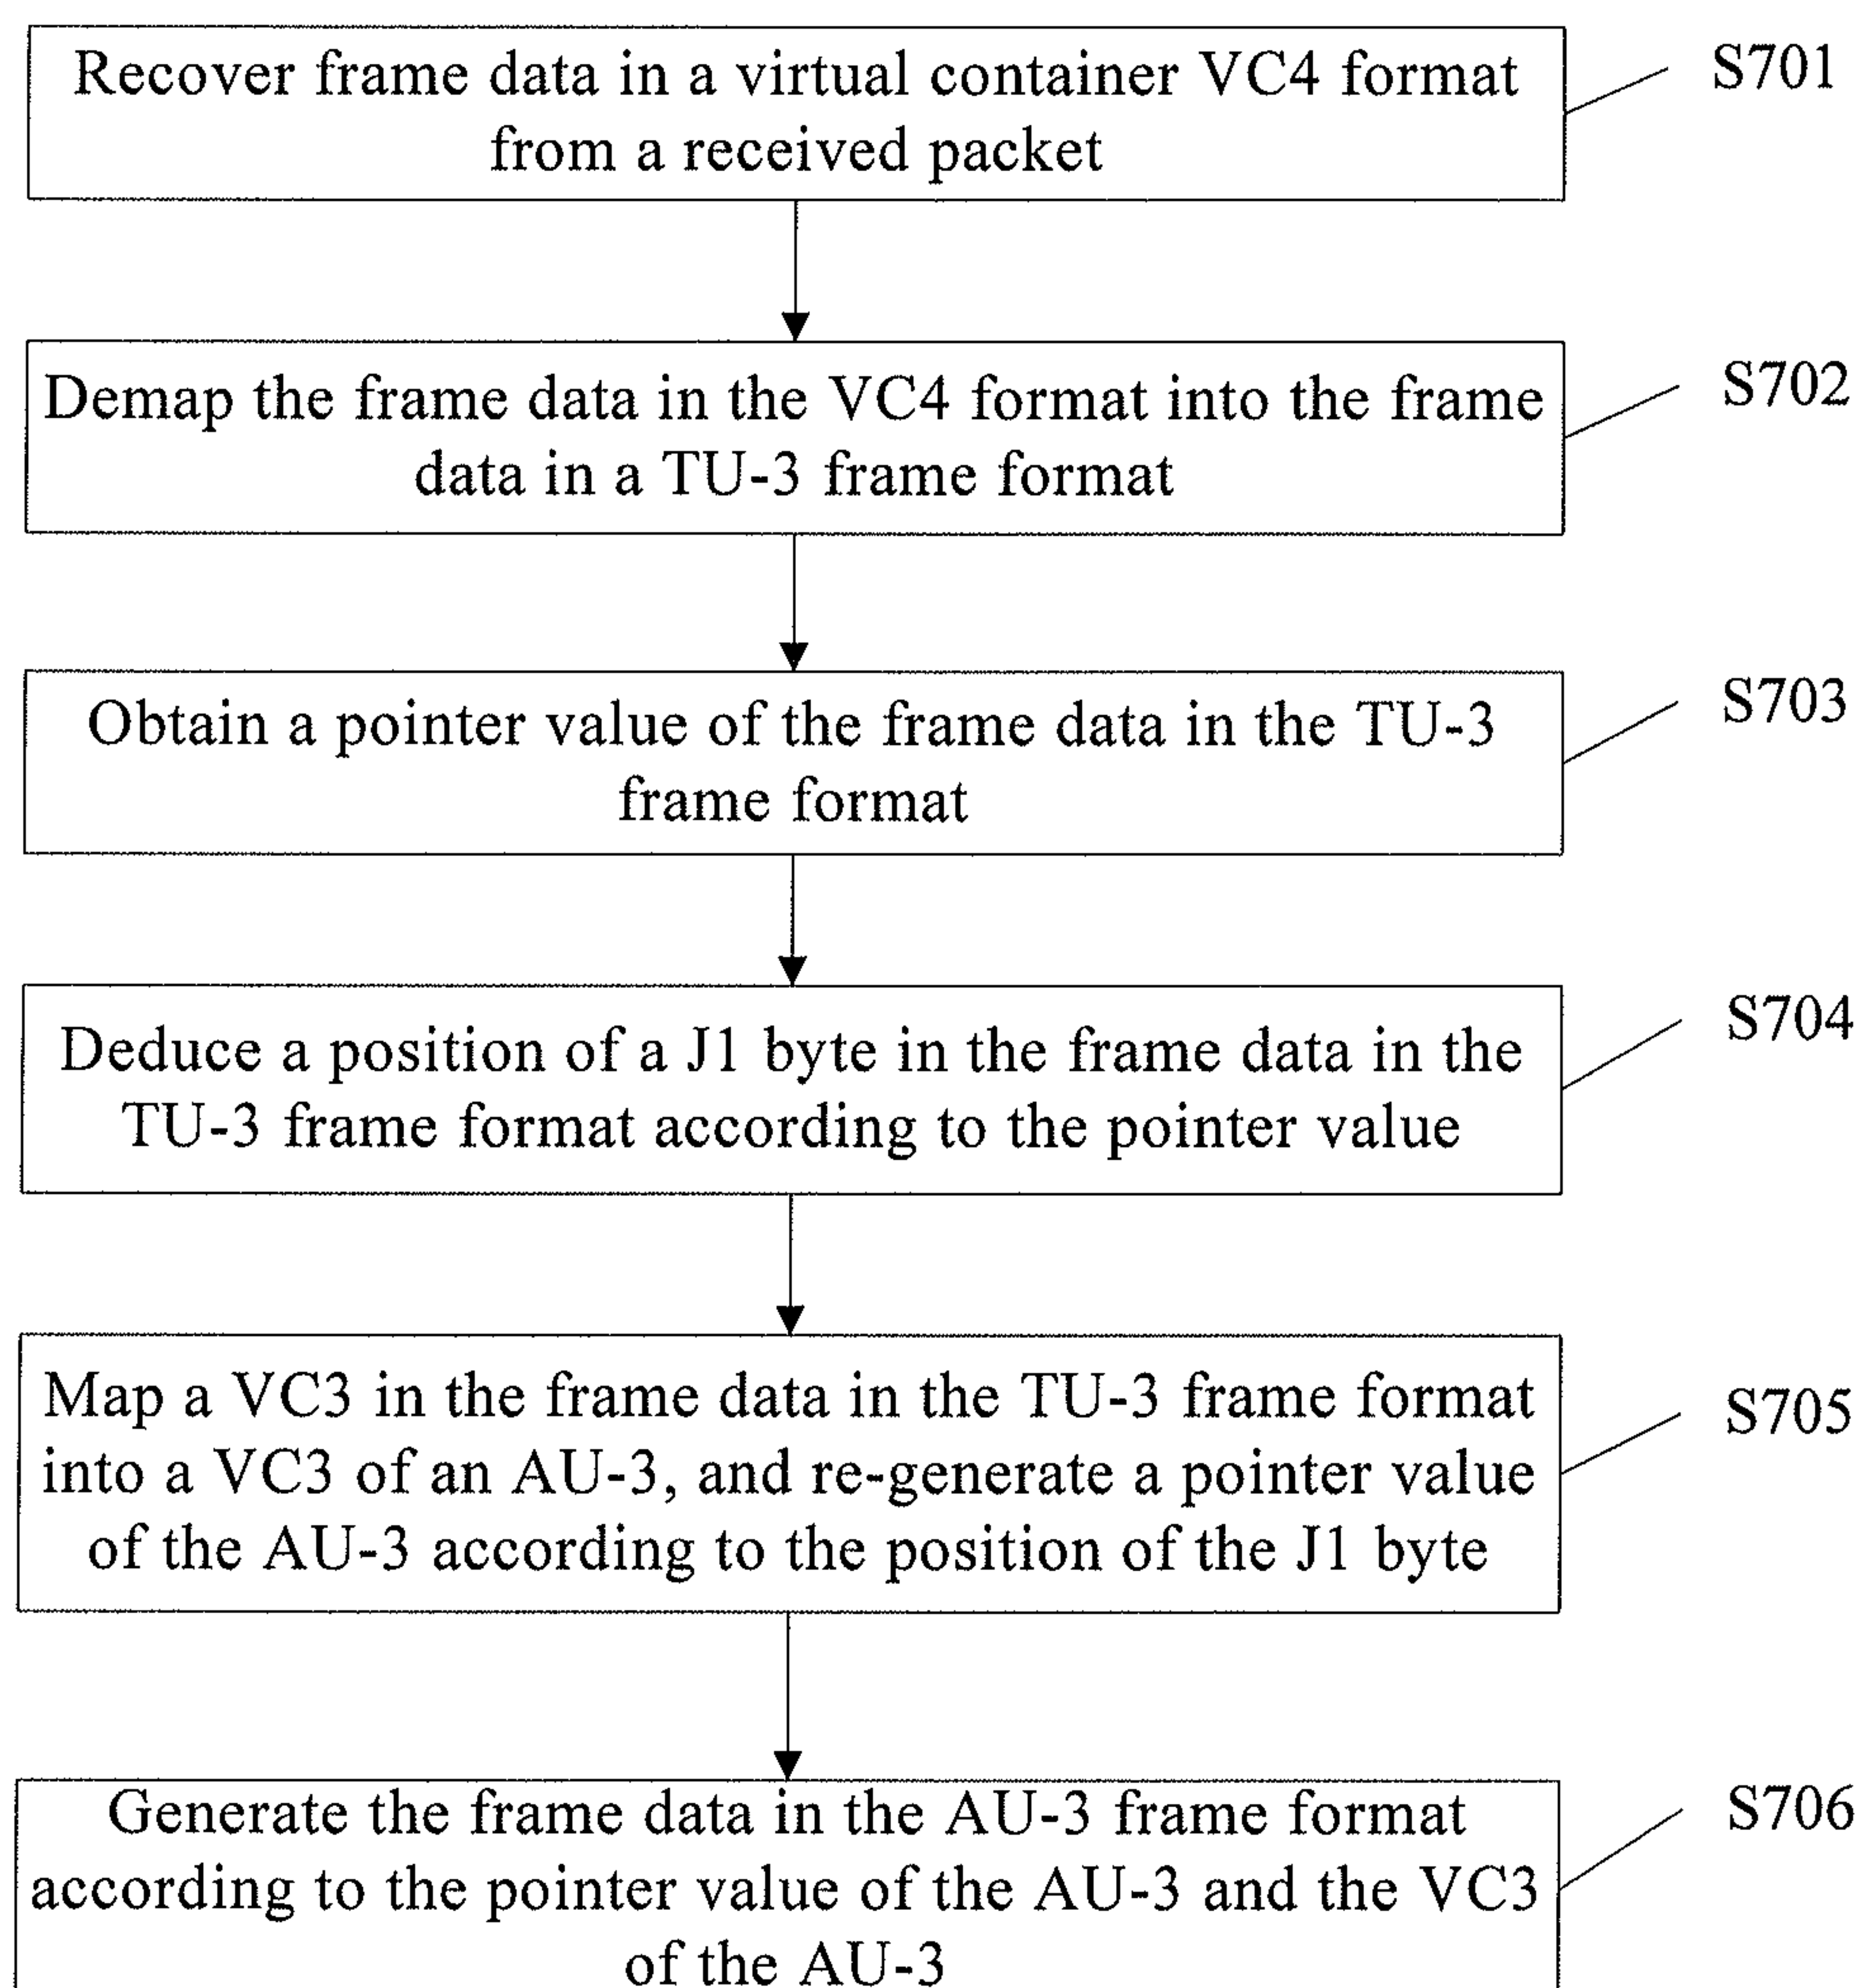 Recover frame data in a virtual container VC4 format
from a received packet
S701
Demap the frame data in the VC4 format into the frame
data in a TU-3 frame format
S702
Obtain a pointer value of the frame data in the TU-3
frame format
S703
Deduce a position of a J1 byte in the frame data in the
TU-3 frame format according to the pointer value
S704
Map a VC3 in the frame data in the TU-3 frame format
into a VC3 of an AU-3, and re-generate a pointer value
of the AU-3 according to the position of the J1 byte
S705
Generate the frame data in the AU-3 frame format
according to the pointer value of the AU-3 and the VC3
of the AU-3
S706